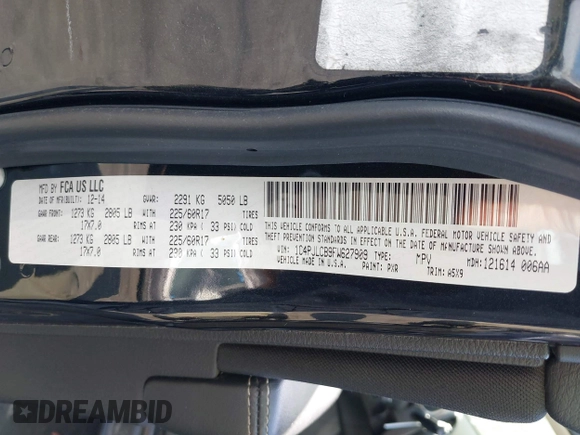 MFD BY FCA US LLC
DATE OF MFR(BUILT): 12-14 GVWR: 2291 KG 5050 LB
GAWR FRONT: 1273 KG 2805 LB WITH 225/60R17 TIRES
17X7.0 RIMS AT 230 KPA ( 33 PSI) COLD
GAWR REAR: 1273 KG 2805 LB WITH 225/60R17 TIRES
17X7.0 RIMS AT 230 KPA ( 33 PSI) COLD
THIS VEHICLE CONFORMS TO ALL APPLICABLE U.S.A. FEDERAL MOTOR VEHICLE SAFETY AND
THEFT PREVENTION STANDARDS IN EFFECT ON THE DATE OF MANUFACTURE SHOWN ABOVE.
VIN: 1C4PJLCB9FW627909 TYPE: MPV MDH: 121614 006AA
VEHICLE MADE IN U.S.A. PAINT: PXR TRIM: A5X9
DREAMBID